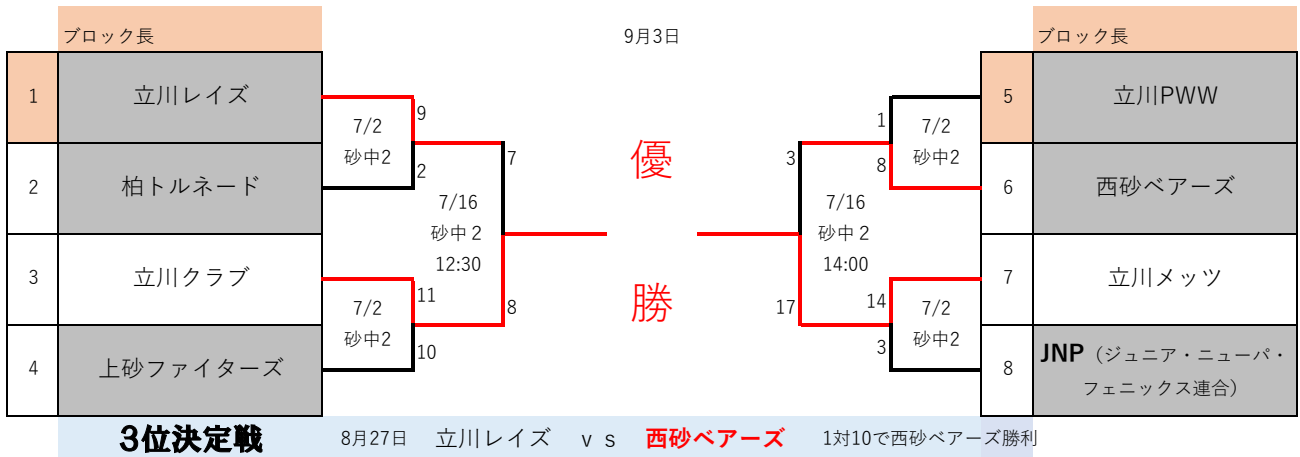 ブロック長
9月3日
ブロック長
1
立川レイズ
2
柏トルネード
3
立川クラブ
4
上砂ファイターズ
7/2
砂中2
9
2
7/2
砂中2
11
10
7/16
砂中２
12:30
7
8
優
勝
3
17
7/16
砂中２
14:00
1
8
7/2
砂中2
14
3
7/2
砂中2
5
立川PWW
6
西砂ベアーズ
7
立川メッツ
8
JNP（ジュニア・ニューパ・
フェニックス連合）
3位決定戦 8月27日 立川レイズ ｖｓ 西砂ベアーズ 1対10で西砂ベアーズ勝利